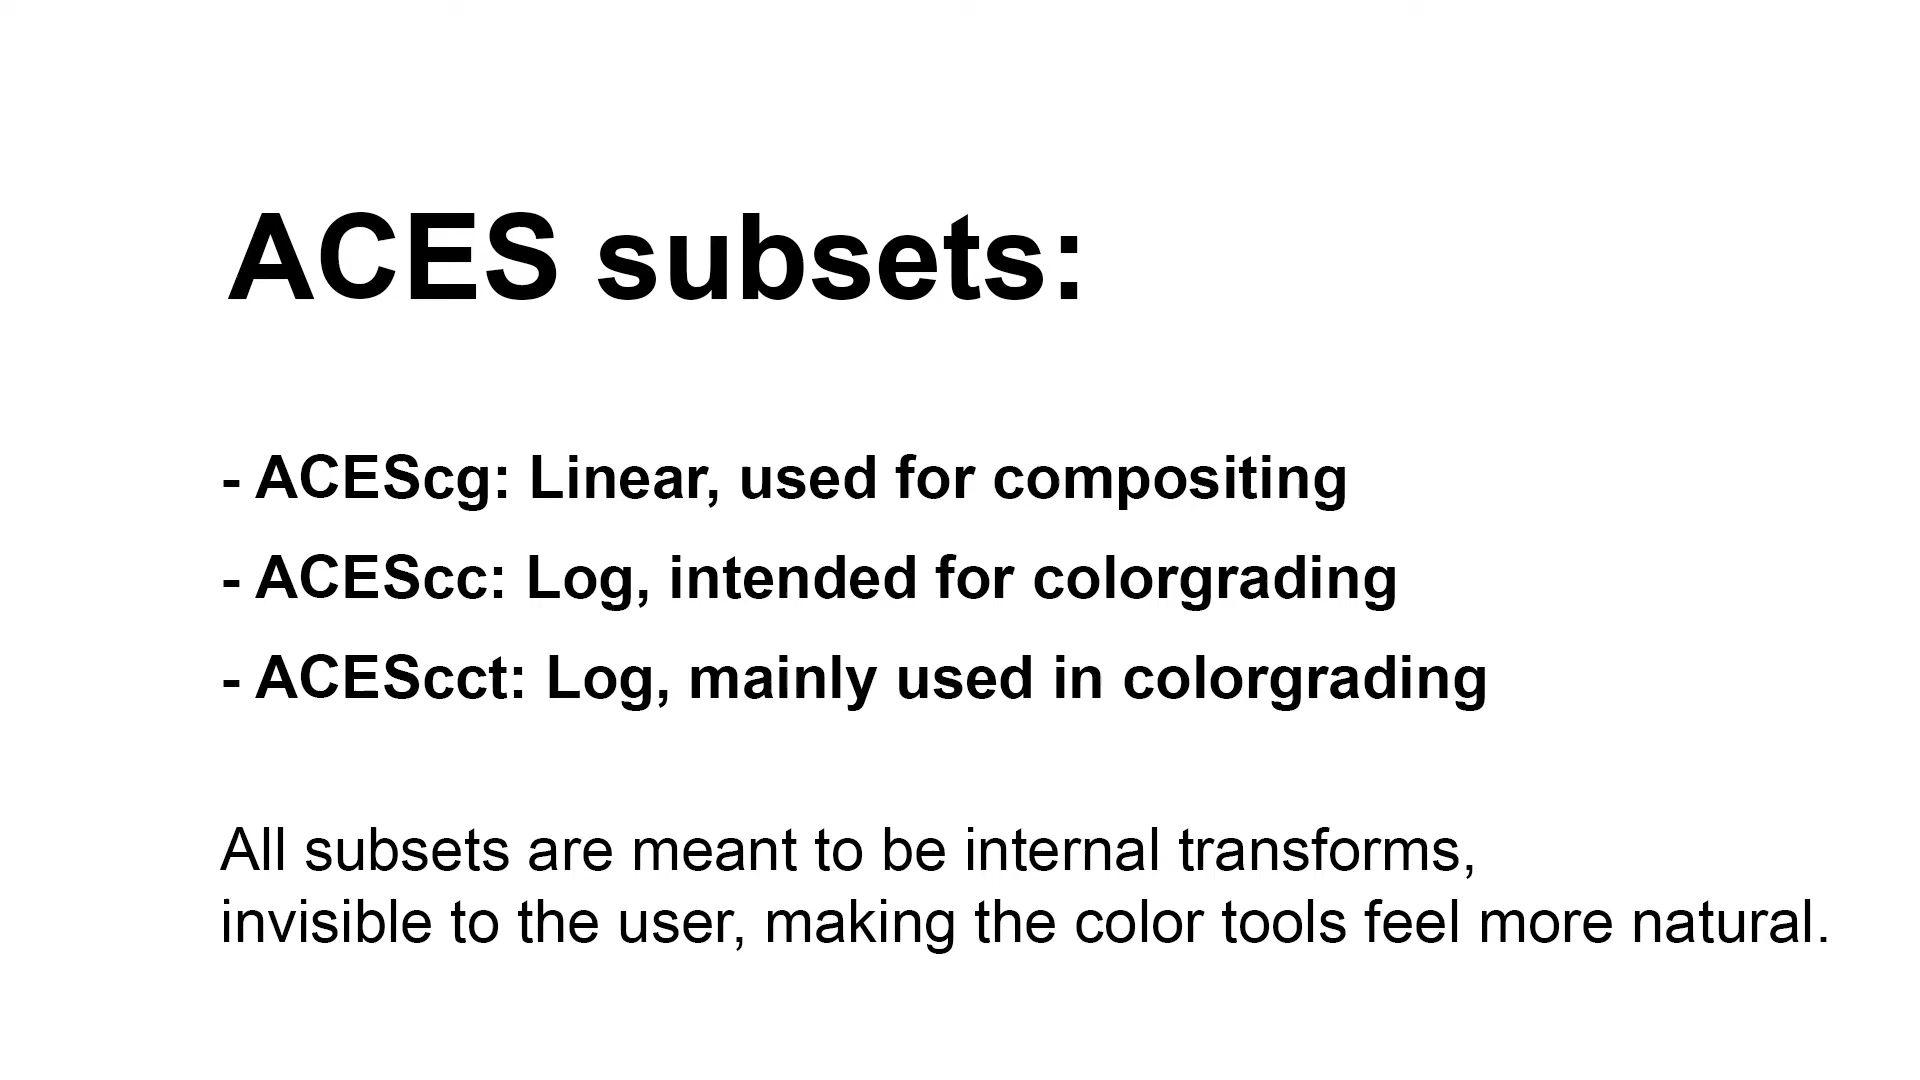 ACES subsets:
- ACEScg: Linear, used for compositing
- ACEScc: Log, intended for colorgrading
- ACEScct: Log, mainly used in colorgrading
All subsets are meant to be internal transforms,
invisible to the user, making the color tools feel more natural.